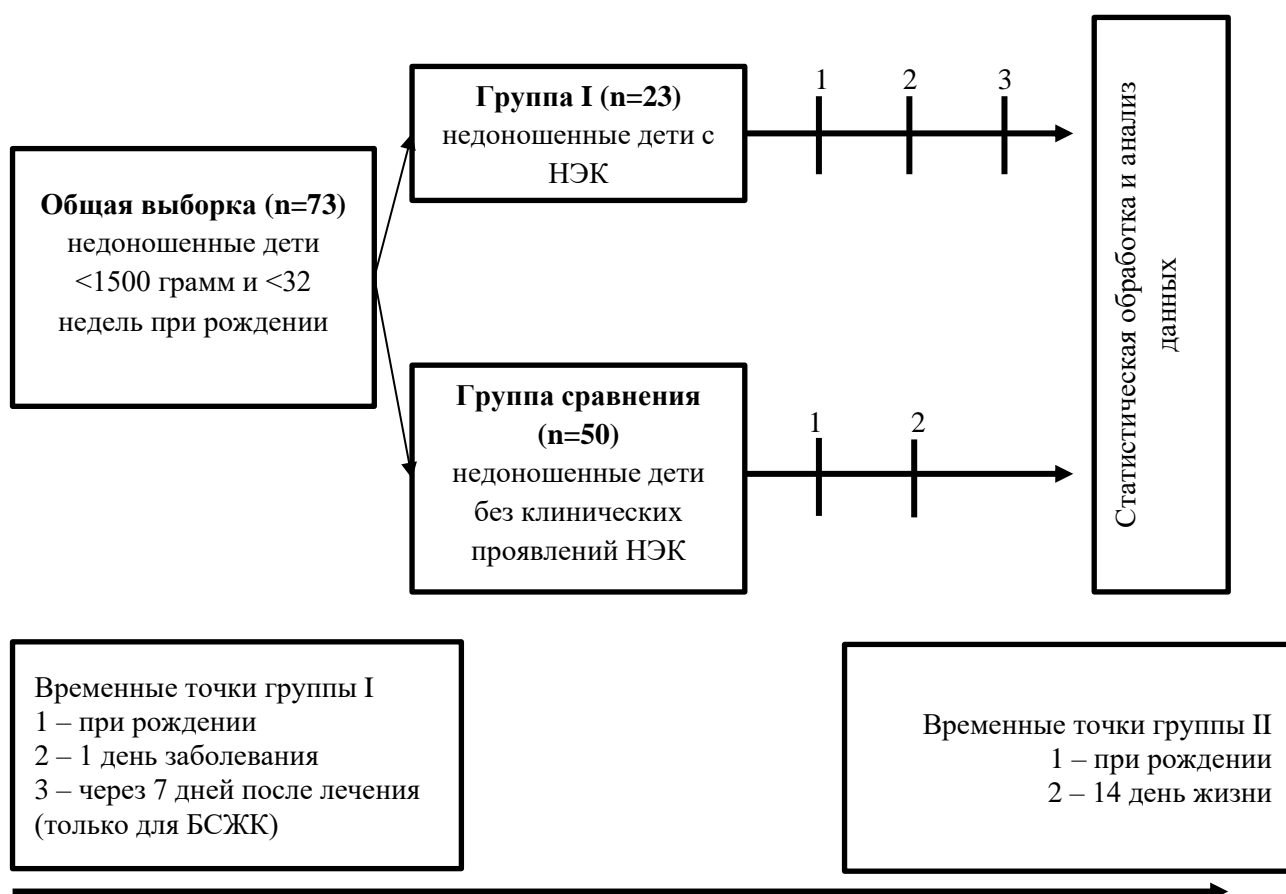 Общая выборка (n=73)
недоношенные дети
<1500 грамм и <32
недель при рождении
Группа I (n=23)
недоношенные дети с
НЭК
1 2 3
Группа сравнения
(n=50)
недоношенные дети
без клинических
проявлений НЭК
1 2
Статистическая обработка и анализ
данных
Временные точки группы I
1 – при рождении
2 – 1 день заболевания
3 – через 7 дней после лечения
(только для БСЖК)
Временные точки группы II
1 – при рождении
2 – 14 день жизни